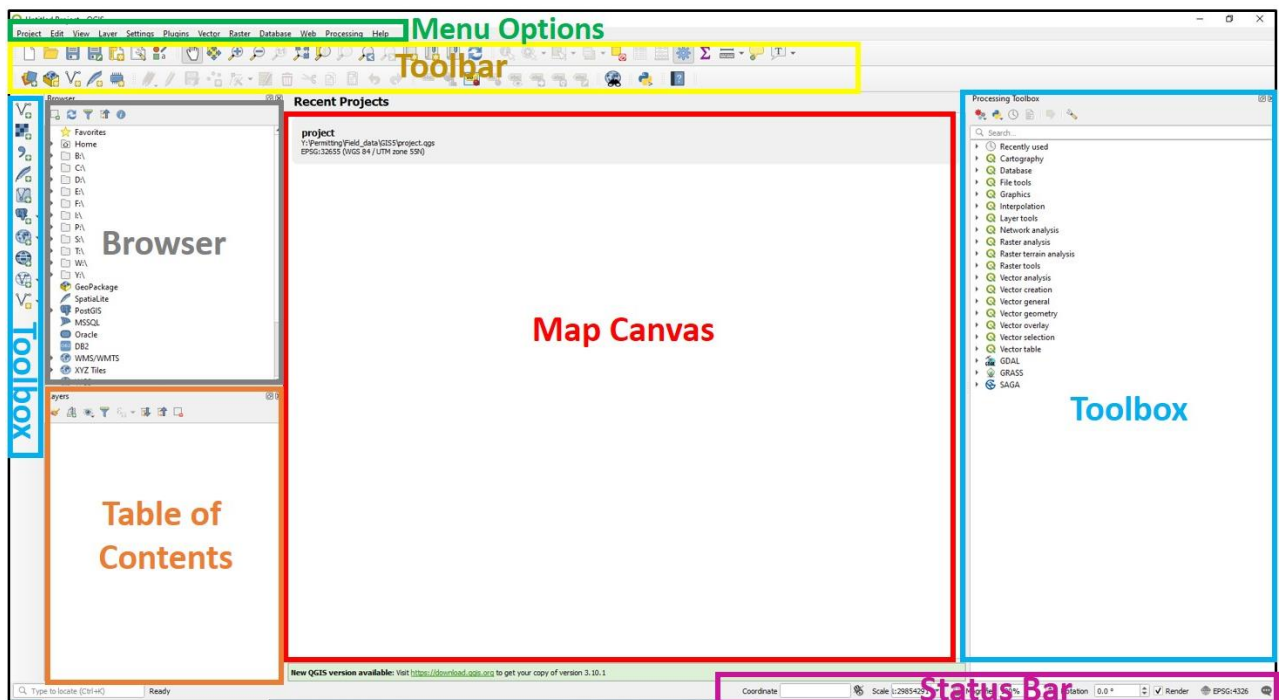 Untitled Project - QGIS
Project Edit View Layer Settings Plugins Vector Raster Database Web Processing Help
Menu Options
Toolbar
Browser
Favorites
Home
B:\
C:\
D:\
E:\
F:\
I:\
P:\
S:\
T:\
W:\
Y:\
GeoPackage
SpatiaLite
PostGIS
MSSQL
Oracle
DB2
WMS/WMTS
XYZ Tiles
Browser
Toolbox
Layers
Table of
Contents
Recent Projects
project
Y:\Permitting\Field_data\GIS5\project.qgs
EPSG:32655 (WGS 84 / UTM zone 55N)
Map Canvas
New QGIS version available: Visit https://download.qgis.org to get your copy of version 3.10.1
Processing Toolbox
Search...
Recently used
Cartography
Database
File tools
Graphics
Interpolation
Layer tools
Network analysis
Raster analysis
Raster terrain analysis
Raster tools
Vector analysis
Vector creation
Vector general
Vector geometry
Vector overlay
Vector selection
Vector table
GDAL
GRASS
SAGA
Toolbox
Type to locate (Ctrl+K) Ready
Coordinate Scale Rotation 0.0 ° Render EPSG:4326
Status Bar